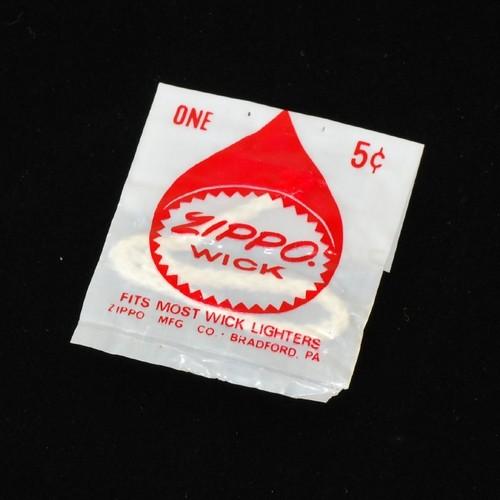 ONE
5¢
ZIPPO.
WICK
FITS MOST WICK LIGHTERS
ZIPPO MFG CO · BRADFORD, PA